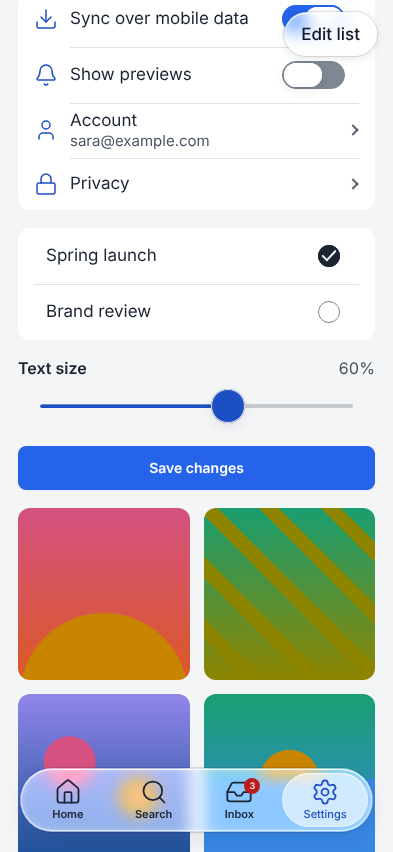 Sync over mobile data
Edit list
Show previews
Account
sara@example.com
Privacy
Spring launch
Brand review
Text size 60%
Save changes
3
Home Search Inbox Settings